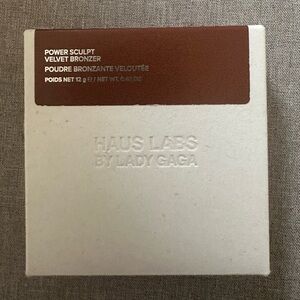 POWER SCULPT
VELVET BRONZER
POUDRE BRONZANTE VELOUTÉE
POIDS NET 12 g e / NET WT. 0.42 OZ
HAUS LABS
BY LADY GAGA